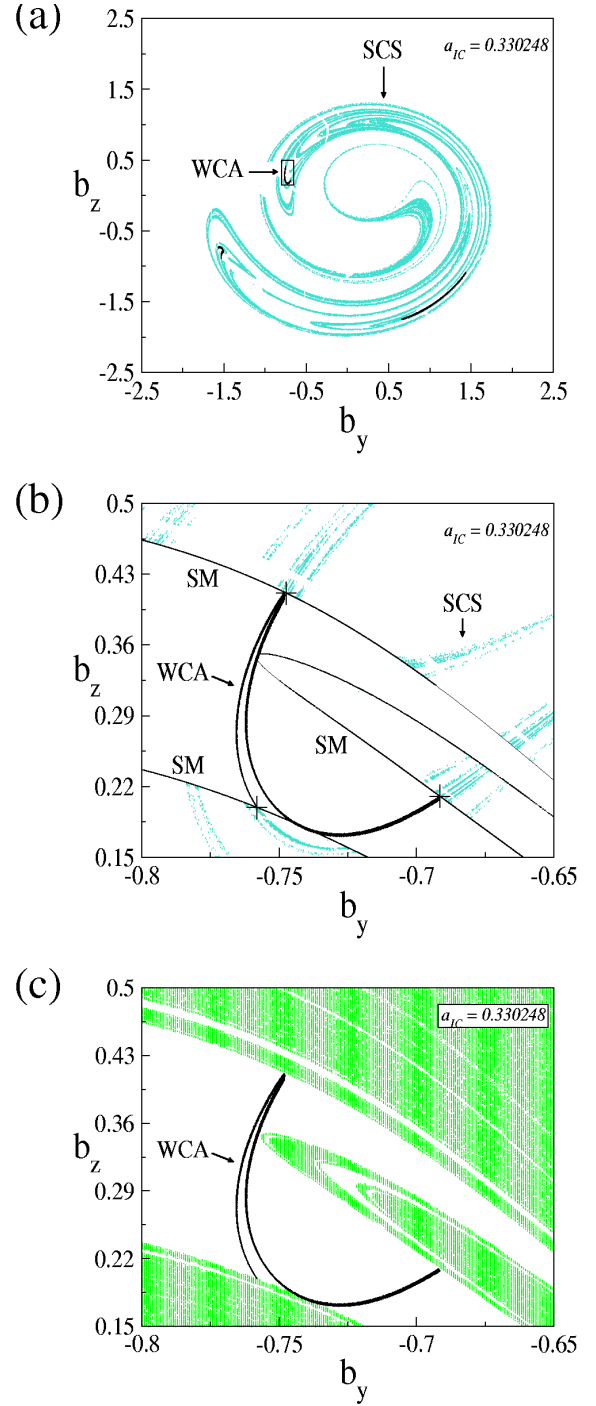 (a)
2.5
1.5
0.5
-0.5
-1.5
-2.5
b_z
SCS
a_IC = 0.330248
WCA
-2.5 -1.5 -0.5 0.5 1.5 2.5
b_y
(b)
0.5
0.43
0.36
0.29
0.22
0.15
b_z
a_IC = 0.330248
SM
SCS
WCA
SM
SM
-0.8 -0.75 -0.7 -0.65
b_y
(c)
0.5
0.43
0.36
0.29
0.22
0.15
b_z
a_IC = 0.330248
WCA
-0.8 -0.75 -0.7 -0.65
b_y